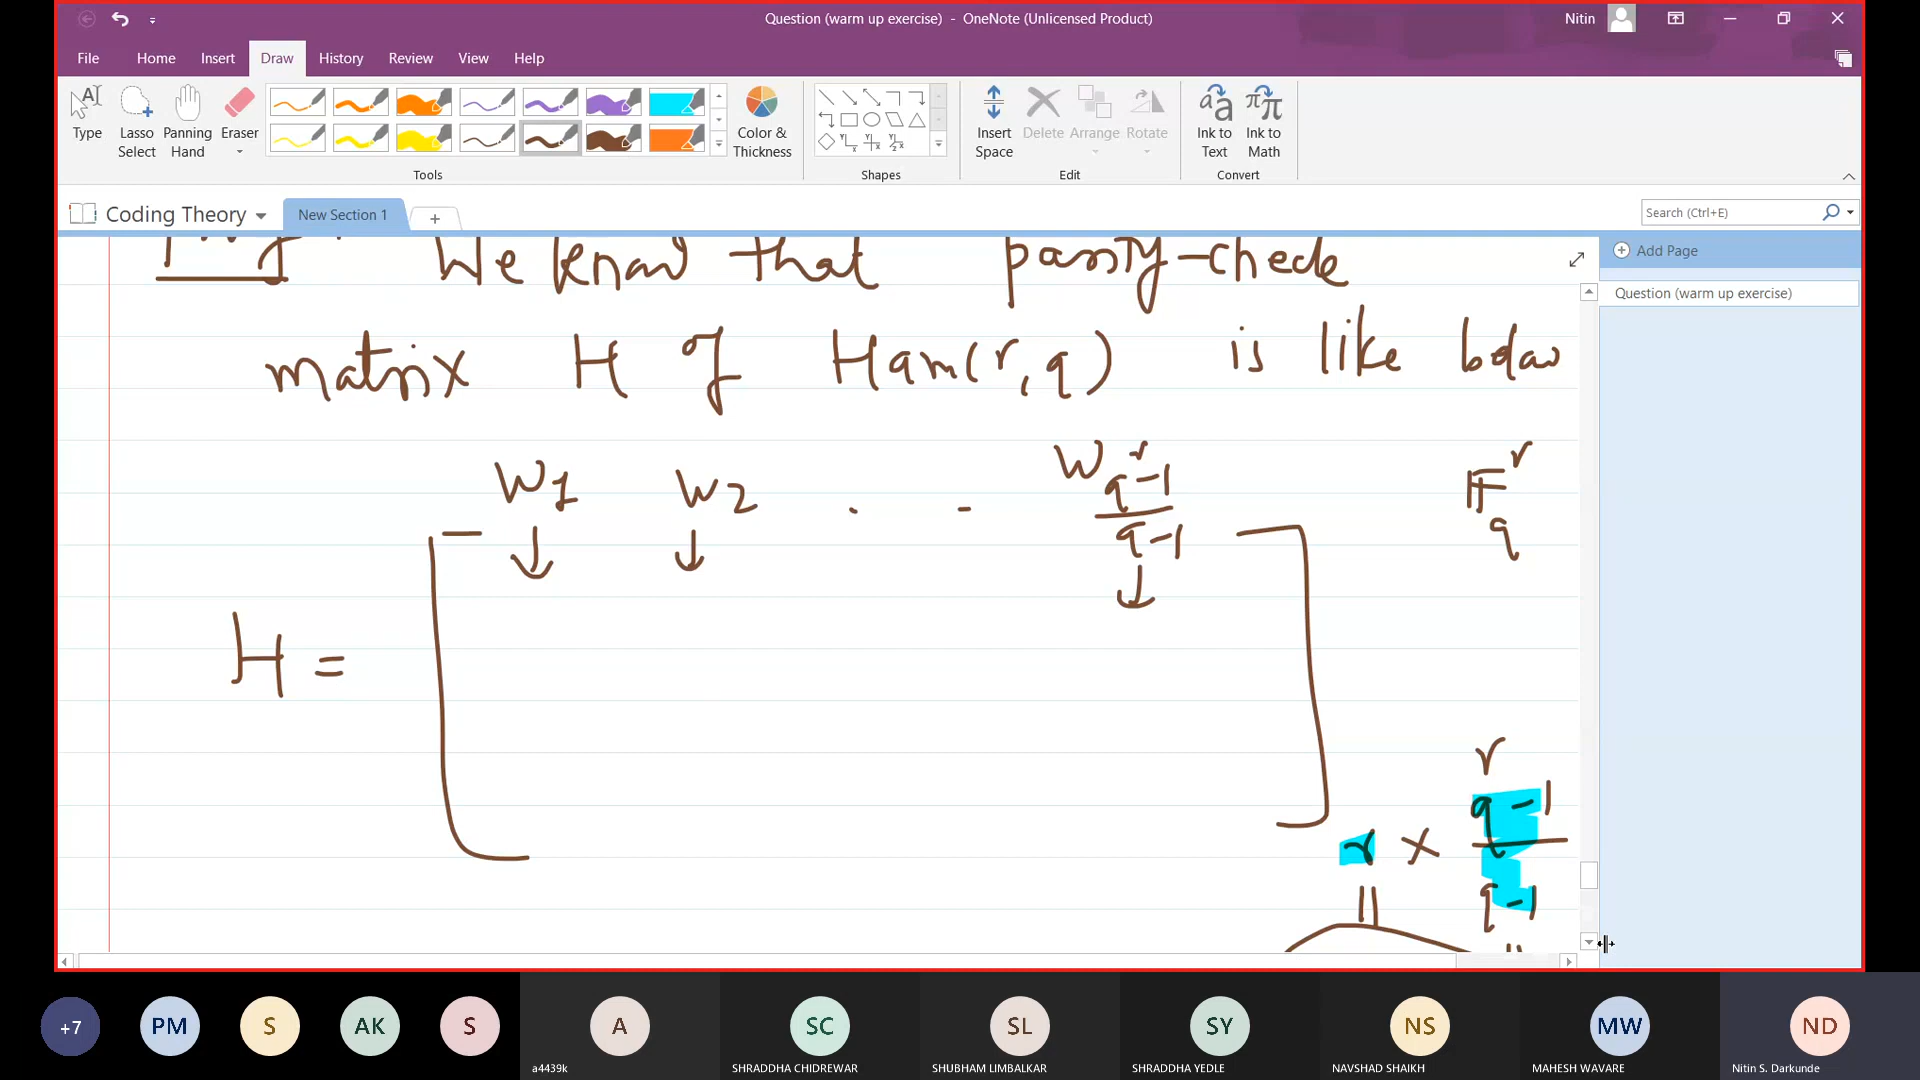 Question (warm up exercise) - OneNote (Unlicensed Product)
Nitin
File Home Insert Draw History Review View Help
Type
Lasso Select
Panning Hand
Eraser
Color & Thickness
Insert Space
Delete
Arrange
Rotate
Ink to Text
Ink to Math
Tools
Shapes
Edit
Convert
Coding Theory
New Section 1
+
Search (Ctrl+E)
Add Page
Question (warm up exercise)
We know that parity-check
matrix H of Ham(r,q) is like below
W1 W2 . . W (q^r-1)/(q-1) F_q^r
H =
r × (q^r-1)/(q-1)
+7
PM
S
AK
S
A
SC
SL
SY
NS
MW
ND
a4439k
SHRADDHA CHIDREWAR
SHUBHAM LIMBALKAR
SHRADDHA YEDLE
NAVSHAD SHAIKH
MAHESH WAVARE
Nitin S. Darkunde